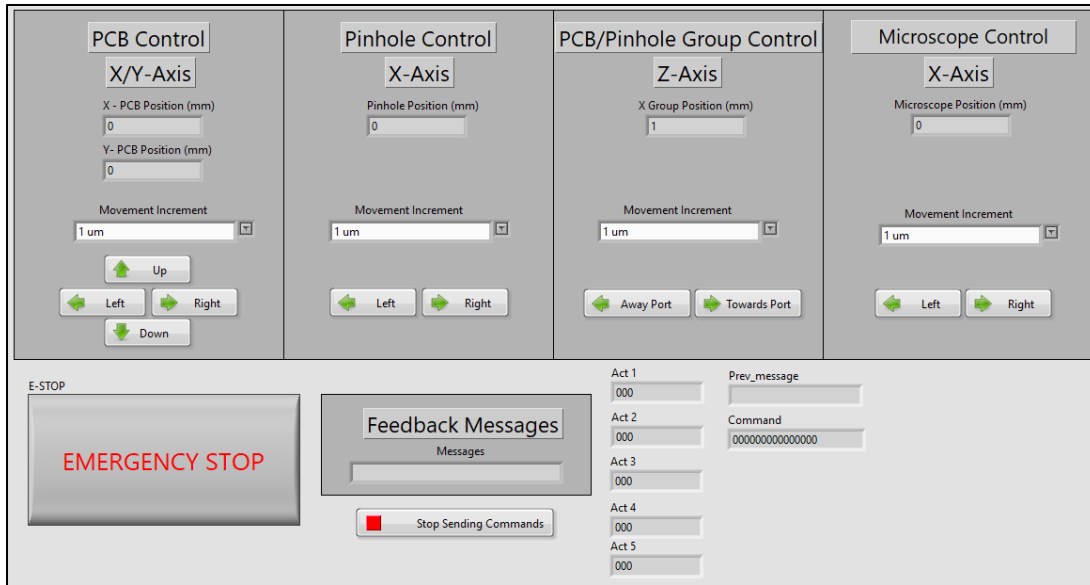 PCB Control
X/Y-Axis
X - PCB Position (mm)
0
Y- PCB Position (mm)
0
Movement Increment
1 um
Up
Left
Right
Down
Pinhole Control
X-Axis
Pinhole Position (mm)
0
Movement Increment
1 um
Left
Right
PCB/Pinhole Group Control
Z-Axis
X Group Position (mm)
1
Movement Increment
1 um
Away Port
Towards Port
Microscope Control
X-Axis
Microscope Position (mm)
0
Movement Increment
1 um
Left
Right
E-STOP
EMERGENCY STOP
Feedback Messages
Messages
Stop Sending Commands
Act 1
000
Act 2
000
Act 3
000
Act 4
000
Act 5
000
Prev_message
Command
000000000000000